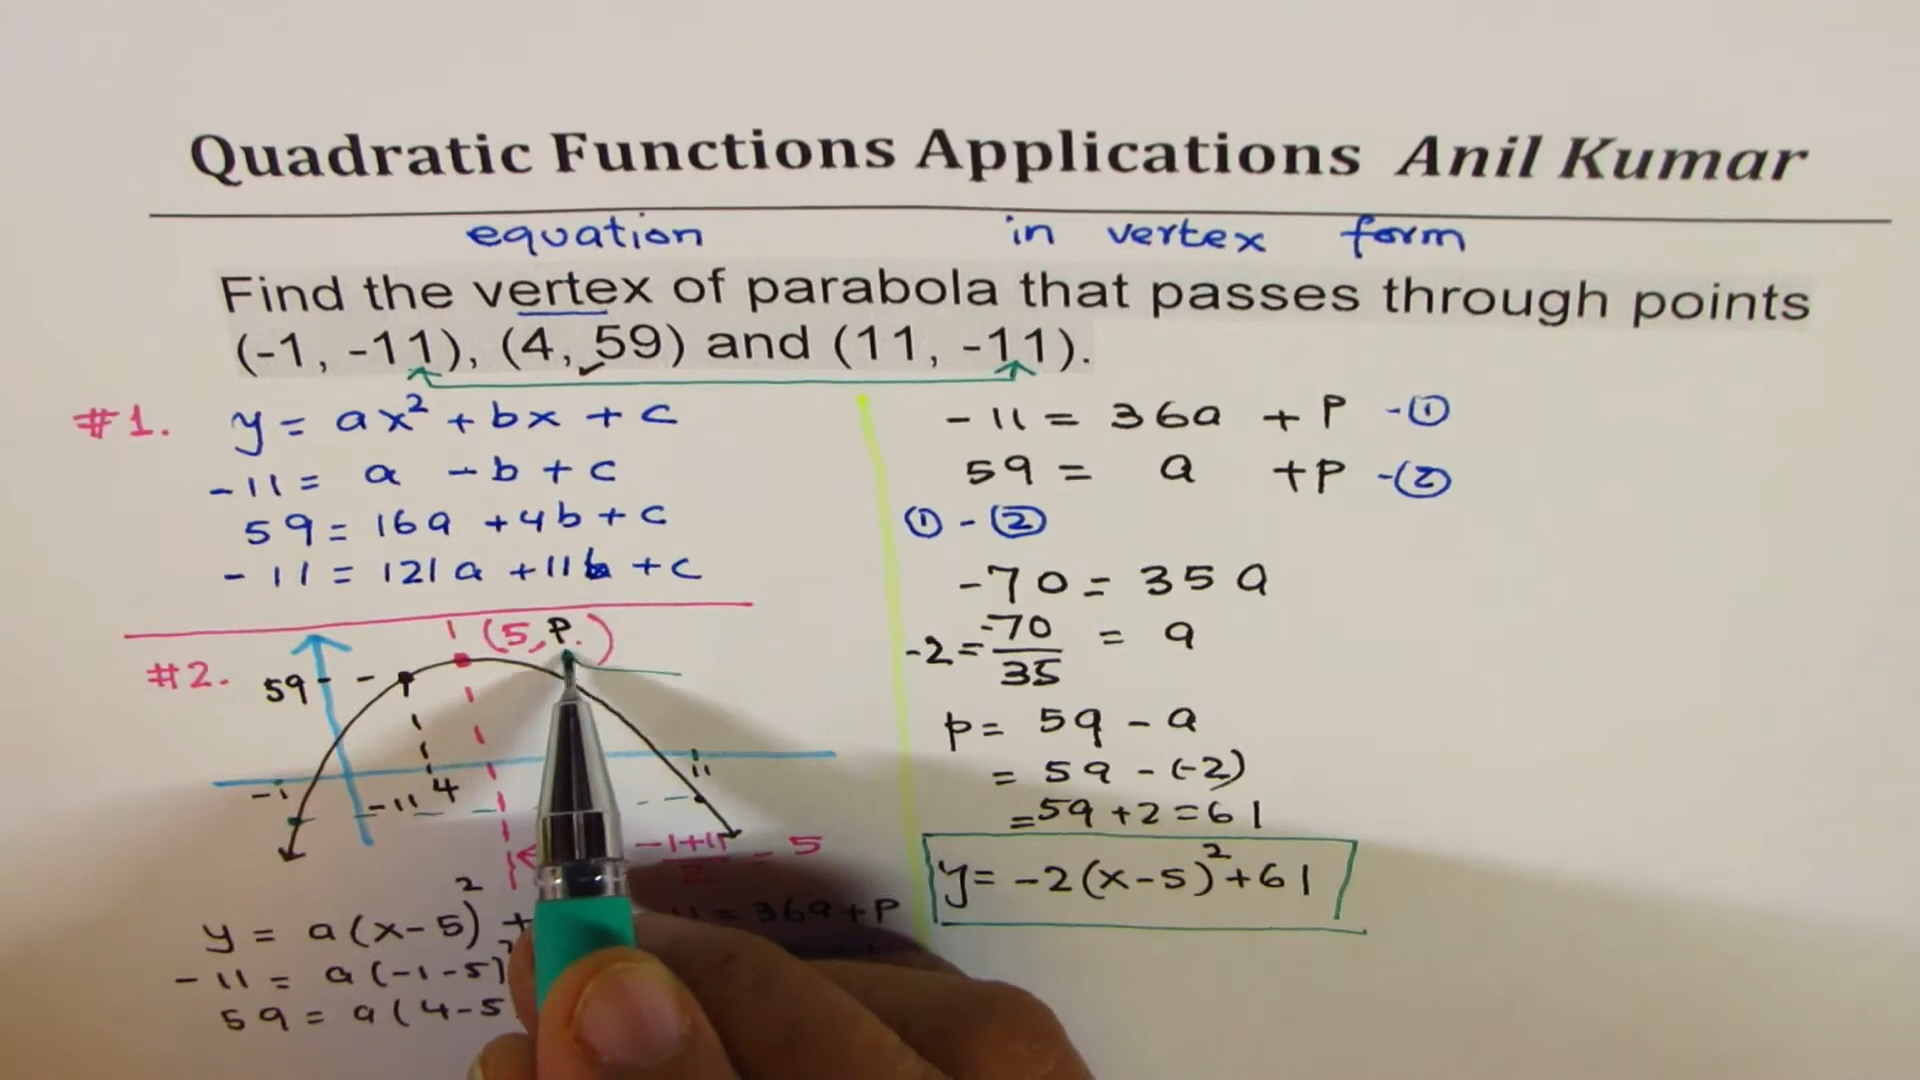 Quadratic Functions Applications Anil Kumar
equation in vertex form
Find the vertex of parabola that passes through points
(-1, -11), (4, 59) and (11, -11).
#1. y = ax² + bx + c
-11 = a - b + c
59 = 16a + 4b + c
-11 = 121a + 11b + c
#2.
(5, P.)
59
-1
-11
4
11
-1+11/2 = 5
y = a(x-5)² +
-11 = a(-1-5)²
59 = a(4-5
11 = 36a + P
-11 = 36a + P -①
59 = a + P -②
① - ②
-70 = 35a
-2 = -70/35 = a
p = 59 - a
= 59 - (-2)
= 59 + 2 = 61
y = -2(x-5)² + 61